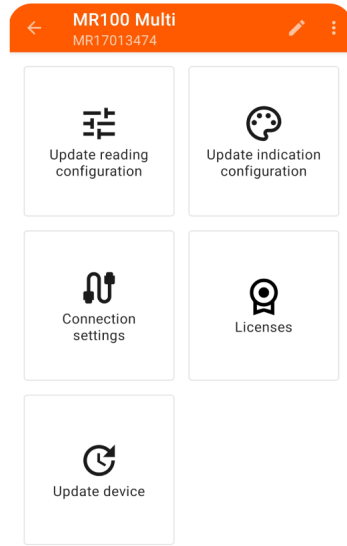 MR100 Multi
MR17013474
Update reading
configuration
Update indication
configuration
Connection
settings
Licenses
Update device